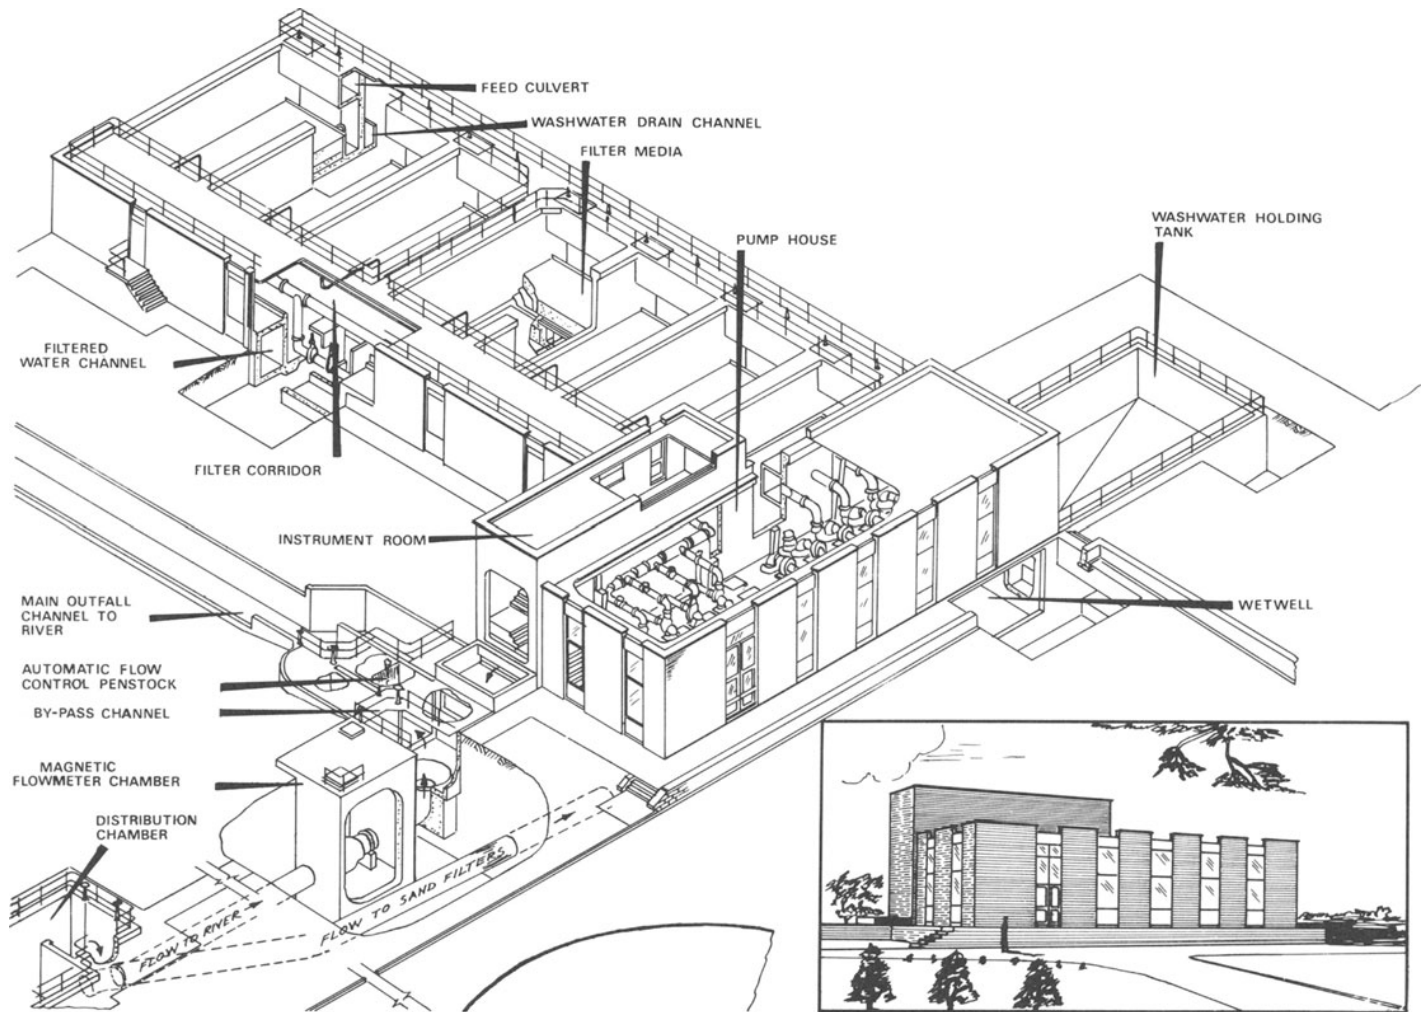 FEED CULVERT
WASHWATER DRAIN CHANNEL
FILTER MEDIA
WASHWATER HOLDING
TANK
PUMP HOUSE
FILTERED
WATER CHANNEL
FILTER CORRIDOR
INSTRUMENT ROOM
MAIN OUTFALL
CHANNEL TO
RIVER
WETWELL
AUTOMATIC FLOW
CONTROL PENSTOCK
BY-PASS CHANNEL
MAGNETIC
FLOWMETER CHAMBER
DISTRIBUTION
CHAMBER
FLOW TO RIVER
FLOW TO SAND FILTERS